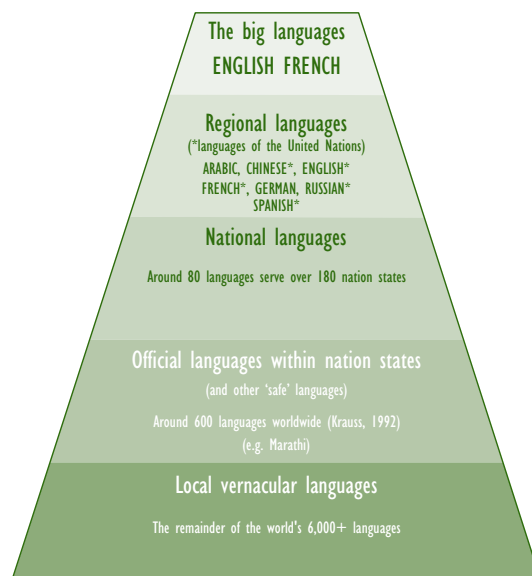 The big languages
ENGLISH FRENCH
Regional languages
(*languages of the United Nations)
ARABIC, CHINESE*, ENGLISH*
FRENCH*, GERMAN, RUSSIAN*
SPANISH*
National languages
Around 80 languages serve over 180 nation states
Official languages within nation states
(and other ‘safe’ languages)
Around 600 languages worldwide (Krauss, 1992)
(e.g. Marathi)
Local vernacular languages
The remainder of the world's 6,000+ languages